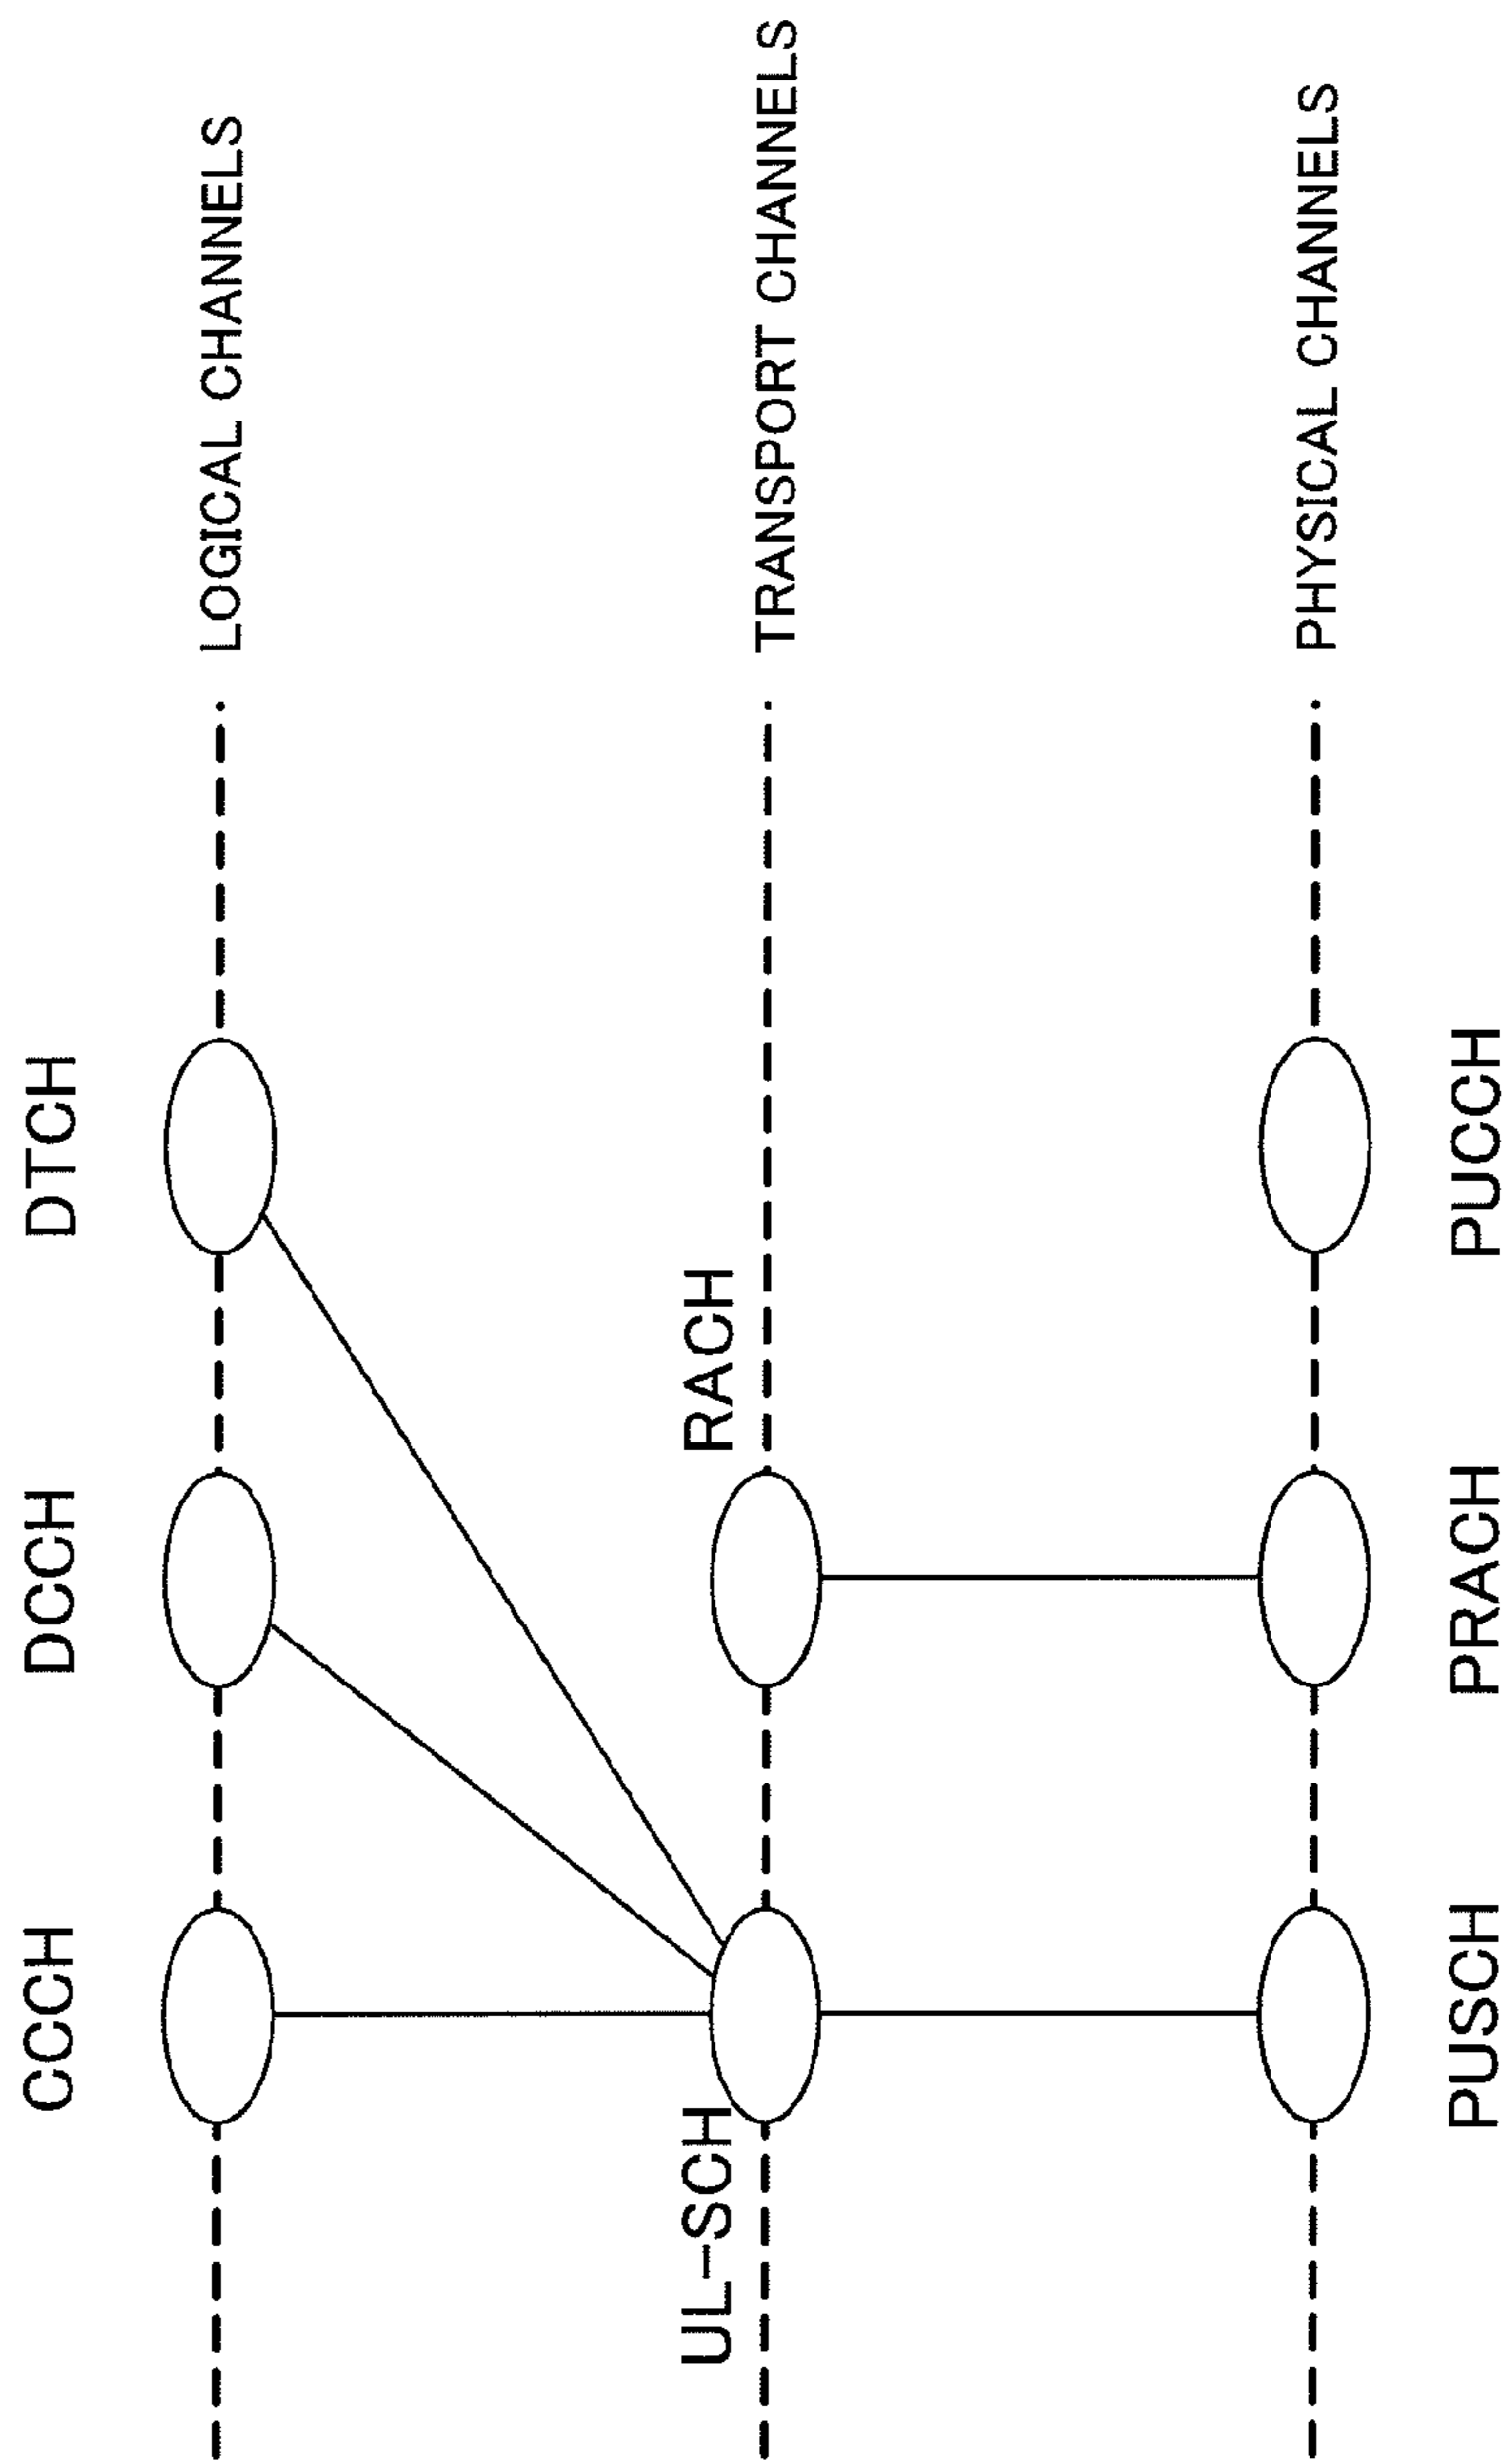 CCCH
DCCH
DTCH
LOGICAL CHANNELS
UL-SCH
RACH
TRANSPORT CHANNELS
PHYSICAL CHANNELS
PUSCH
PRACH
PUCCH